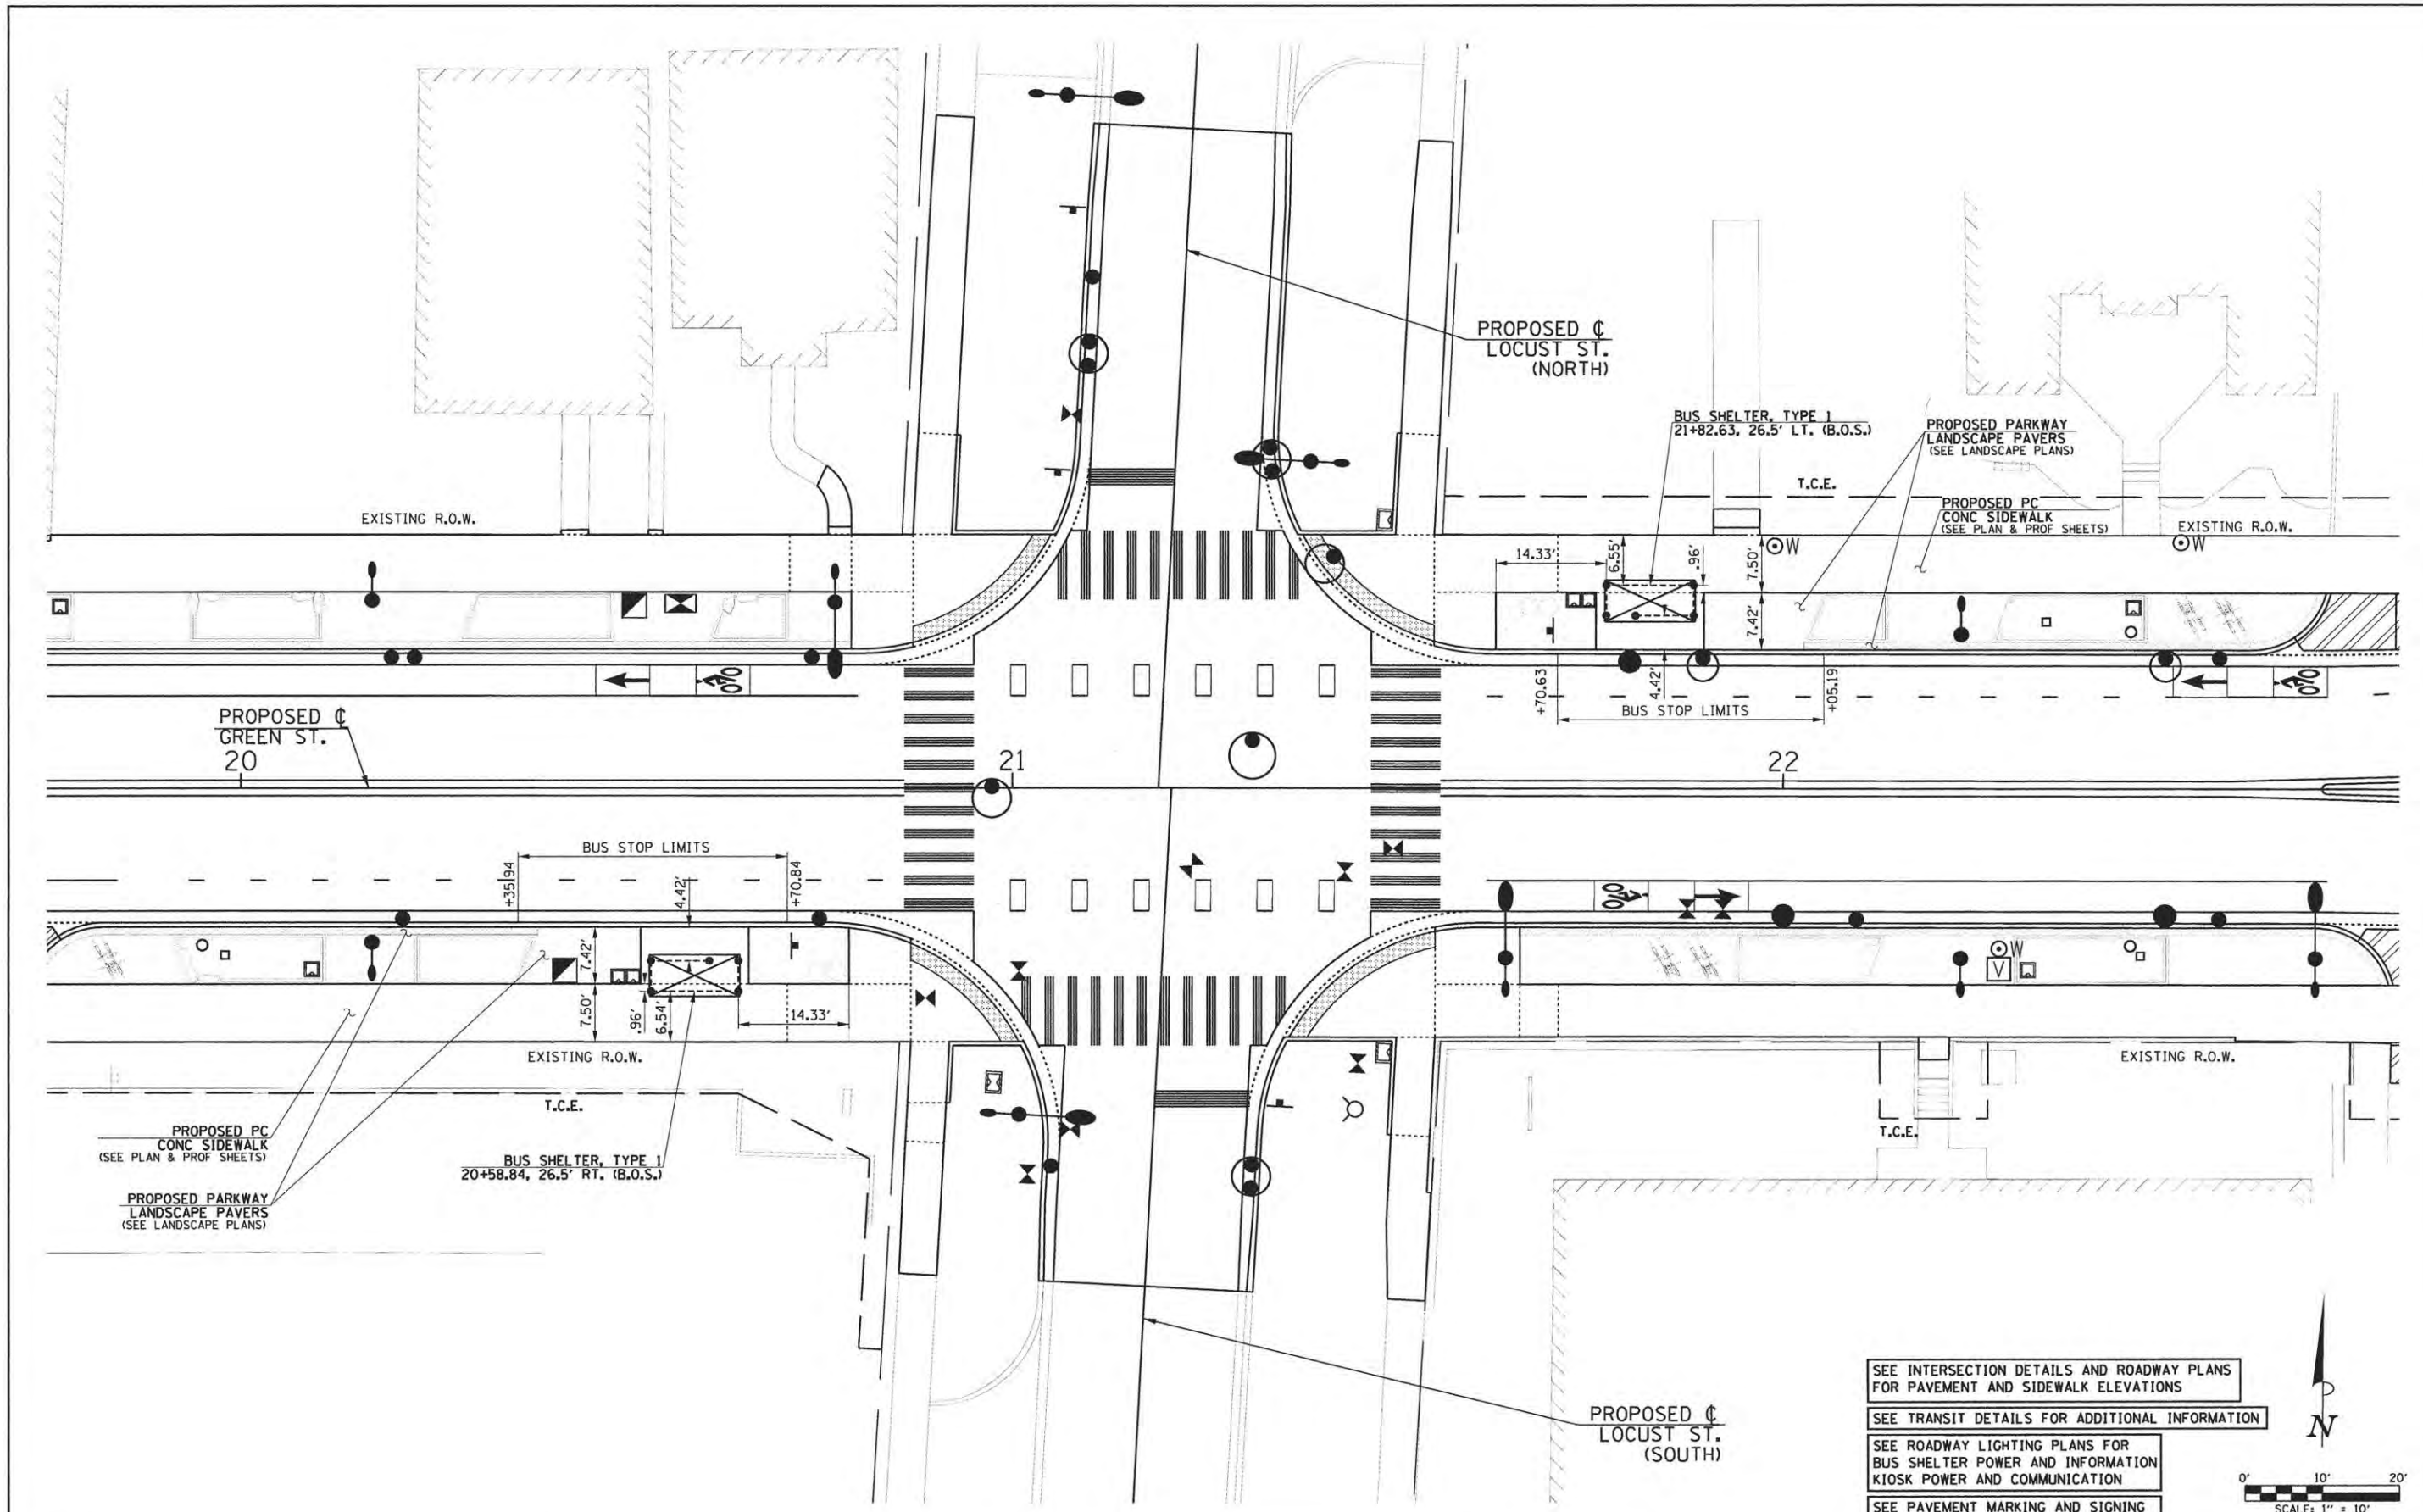 PROPOSED ℄
LOCUST ST.
(NORTH)
BUS SHELTER, TYPE 1
21+82.63, 26.5' LT. (B.O.S.)
PROPOSED PARKWAY
LANDSCAPE PAVERS
(SEE LANDSCAPE PLANS)
T.C.E.
PROPOSED PC
CONC SIDEWALK
(SEE PLAN & PROF SHEETS)
EXISTING R.O.W.
EXISTING R.O.W.
W
W
14.33'
6.55'
.96'
7.50'
7.42'
4.42'
+70.63
+05.19
BUS STOP LIMITS
PROPOSED ℄
GREEN ST.
20
21
22
BUS STOP LIMITS
+35.94
4.42'
+70.84
7.42'
7.50'
.96'
6.54'
14.33'
W
V
EXISTING R.O.W.
EXISTING R.O.W.
T.C.E.
T.C.E.
PROPOSED PC
CONC SIDEWALK
(SEE PLAN & PROF SHEETS)
PROPOSED PARKWAY
LANDSCAPE PAVERS
(SEE LANDSCAPE PLANS)
BUS SHELTER, TYPE 1
20+58.84, 26.5' RT. (B.O.S.)
PROPOSED ℄
LOCUST ST.
(SOUTH)
SEE INTERSECTION DETAILS AND ROADWAY PLANS
FOR PAVEMENT AND SIDEWALK ELEVATIONS
SEE TRANSIT DETAILS FOR ADDITIONAL INFORMATION
SEE ROADWAY LIGHTING PLANS FOR
BUS SHELTER POWER AND INFORMATION
KIOSK POWER AND COMMUNICATION
SEE PAVEMENT MARKING AND SIGNING
N
0' 10' 20'
SCALE: 1" = 10'